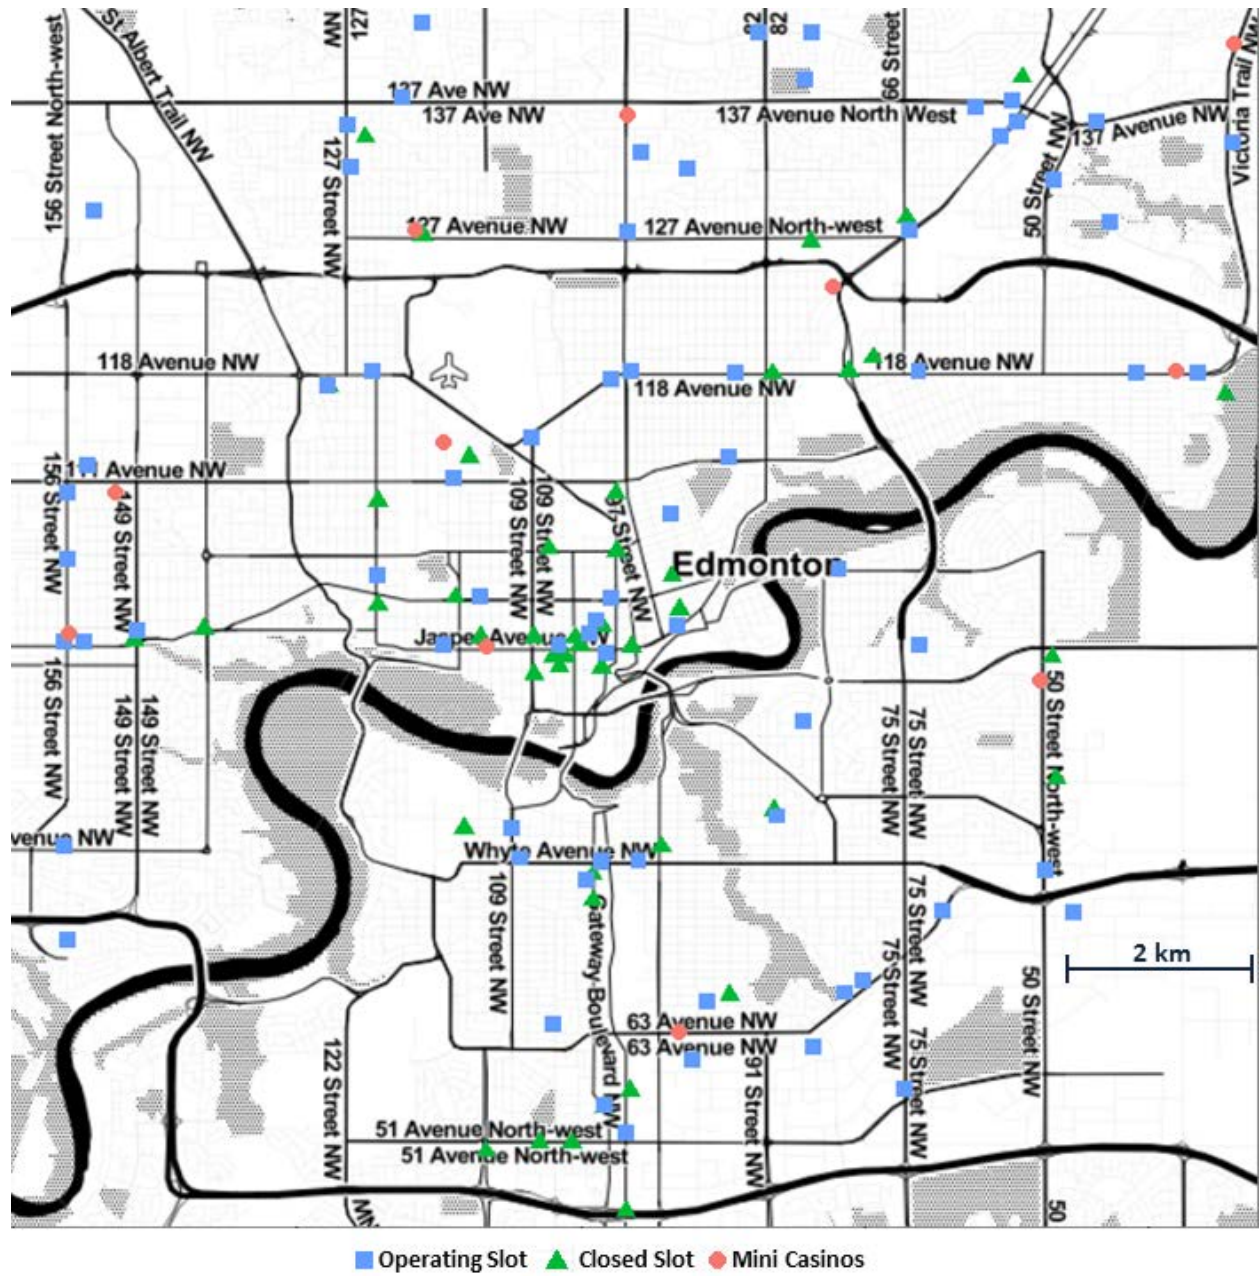 156 Street North-west
St Albert Trail NW
NW
127
82
82
66 Street
137 Ave NW
137 Ave NW
137 Avenue North West
137 Avenue NW
Victoria Trail NW
127 Street NW
50 Street NW
127 Avenue NW
127 Avenue North-west
118 Avenue NW
118 Avenue NW
118 Avenue NW
Avenue NW
156 Street NW
149 Street NW
109 Street NW
109 Street NW
97 Street NW
Edmonton
Jasper Avenue NW
156 Street NW
149 Street NW
149 Street NW
75 Street NW
75 Street NW
50 Street North-west
venue NW
Whyte Avenue NW
109 Street NW
Gateway Boulevard NW
75 Street NW
75 Street NW
2 km
50 Street NW
63 Avenue NW
63 Avenue NW
122 Street NW
91 Street NW
75 Street NW
51 Avenue North-west
51 Avenue North-west
NW
50
Operating Slot
Closed Slot
Mini Casinos